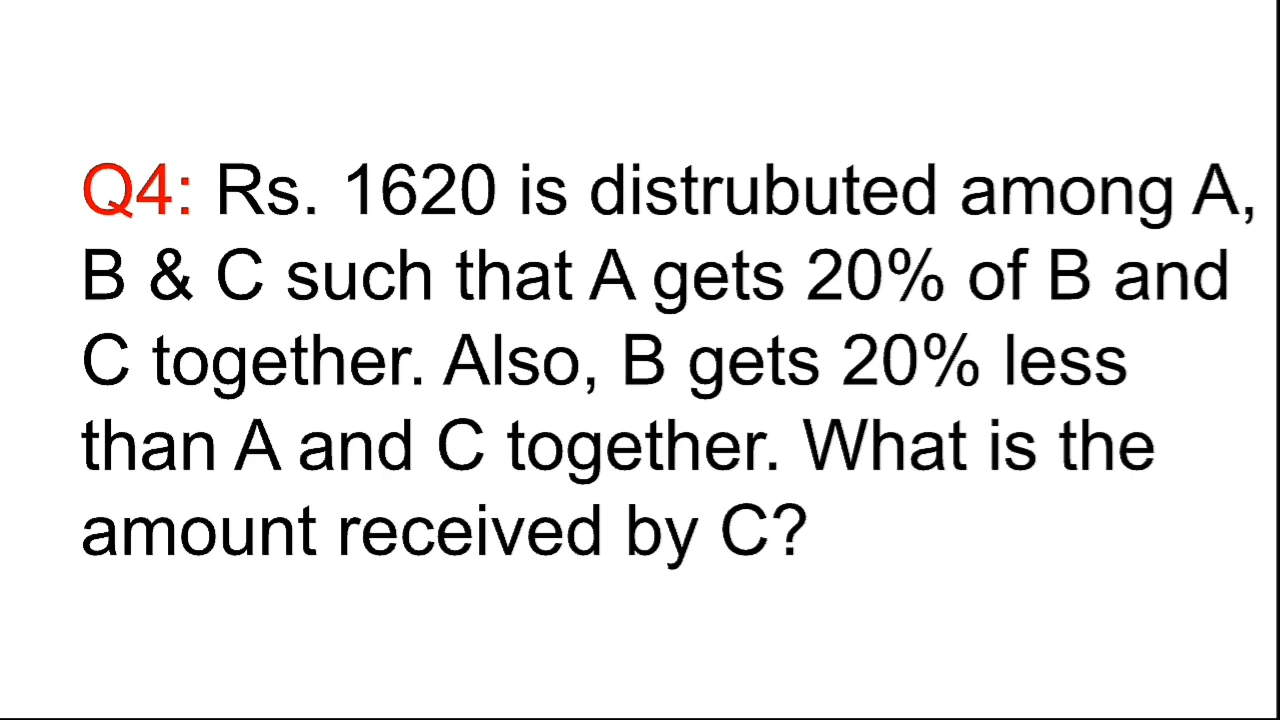 Q4: Rs. 1620 is distrubuted among A,
B & C such that A gets 20% of B and
C together. Also, B gets 20% less
than A and C together. What is the
amount received by C?